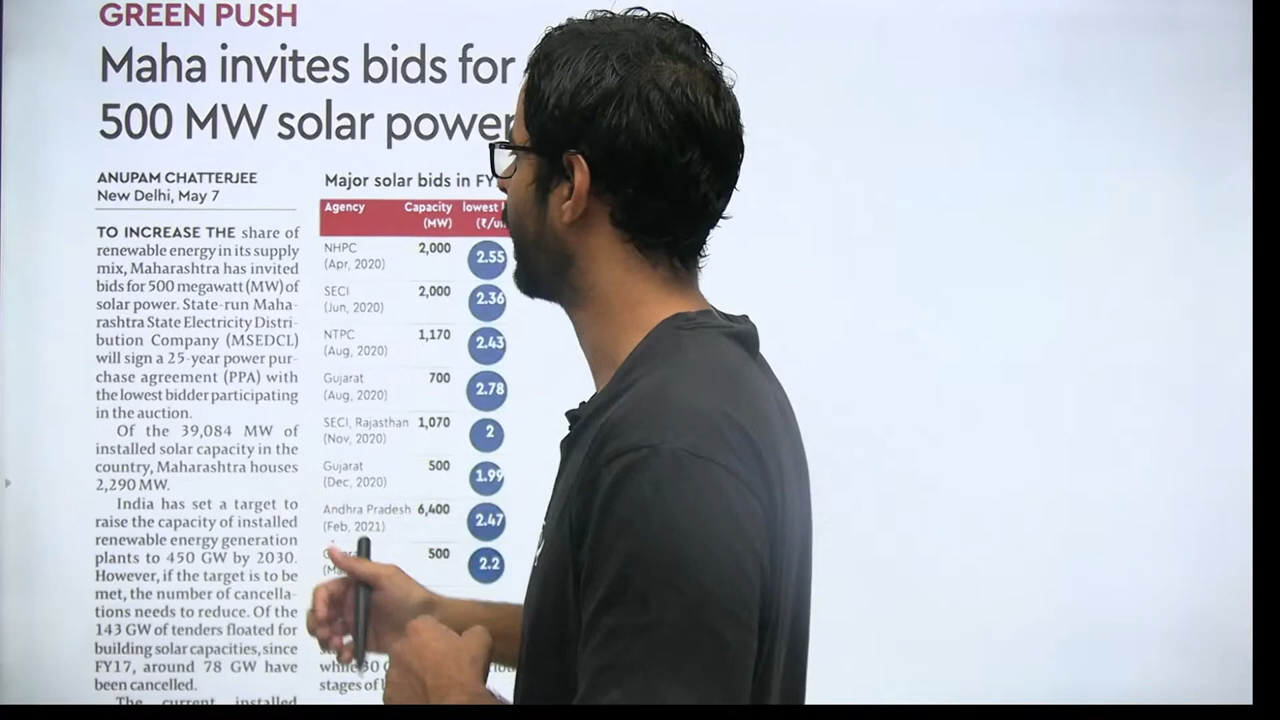 GREEN PUSH
Maha invites bids for
500 MW solar power
ANUPAM CHATTERJEE
New Delhi, May 7
TO INCREASE THE share of
renewable energy in its supply
mix, Maharashtra has invited
bids for 500 megawatt (MW) of
solar power. State-run Maha-
rashtra State Electricity Distri-
bution Company (MSEDCL)
will sign a 25-year power pur-
chase agreement (PPA) with
the lowest bidder participating
in the auction.
Of the 39,084 MW of
installed solar capacity in the
country, Maharashtra houses
2,290 MW.
India has set a target to
raise the capacity of installed
renewable energy generation
plants to 450 GW by 2030.
However, if the target is to be
met, the number of cancella-
tions needs to reduce. Of the
143 GW of tenders floated for
building solar capacities, since
FY17, around 78 GW have
been cancelled.
The current installed
Major solar bids in FY
Agency Capacity lowest
(MW) (₹/u
NHPC 2,000 2.55
(Apr, 2020)
SECI 2,000 2.36
(Jun, 2020)
NTPC 1,170 2.43
(Aug, 2020)
Gujarat 700 2.78
(Aug, 2020)
SECI, Rajasthan 1,070 2
(Nov, 2020)
Gujarat 500 1.99
(Dec, 2020)
Andhra Pradesh 6,400 2.47
(Feb, 2021)
500 2.2
while 30
stages of